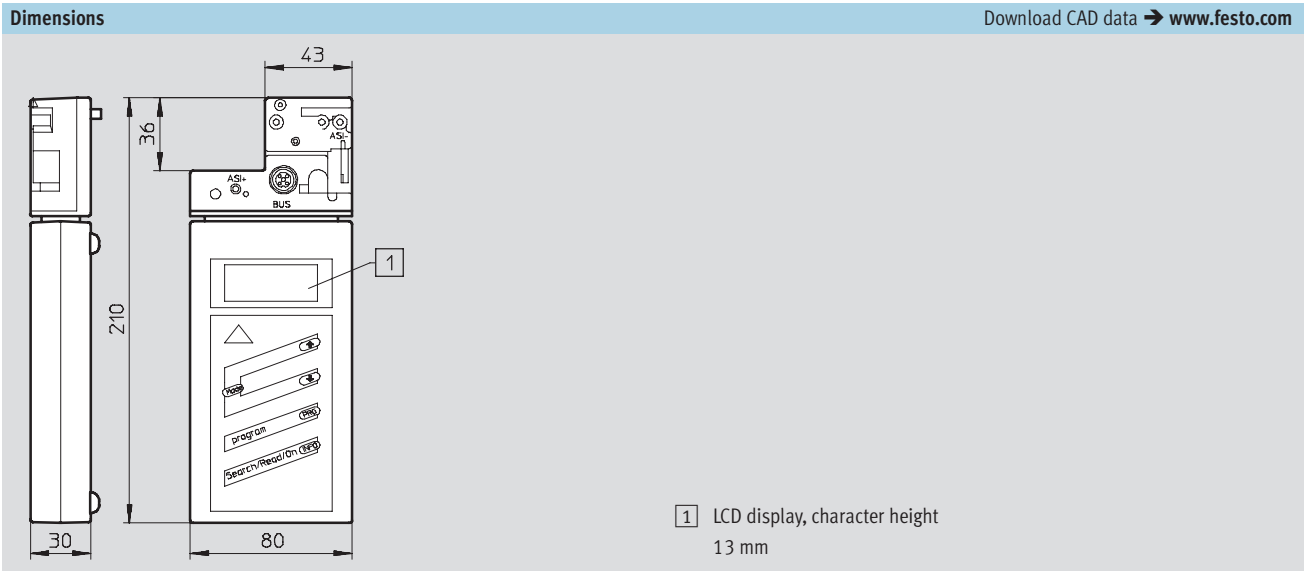 Dimensions
Download CAD data ➔ www.festo.com
43
36
ASI-
ASI+
BUS
1
210
Mode
PRG
program
Search/Read/On INFO
30
80
1 LCD display, character height
13 mm